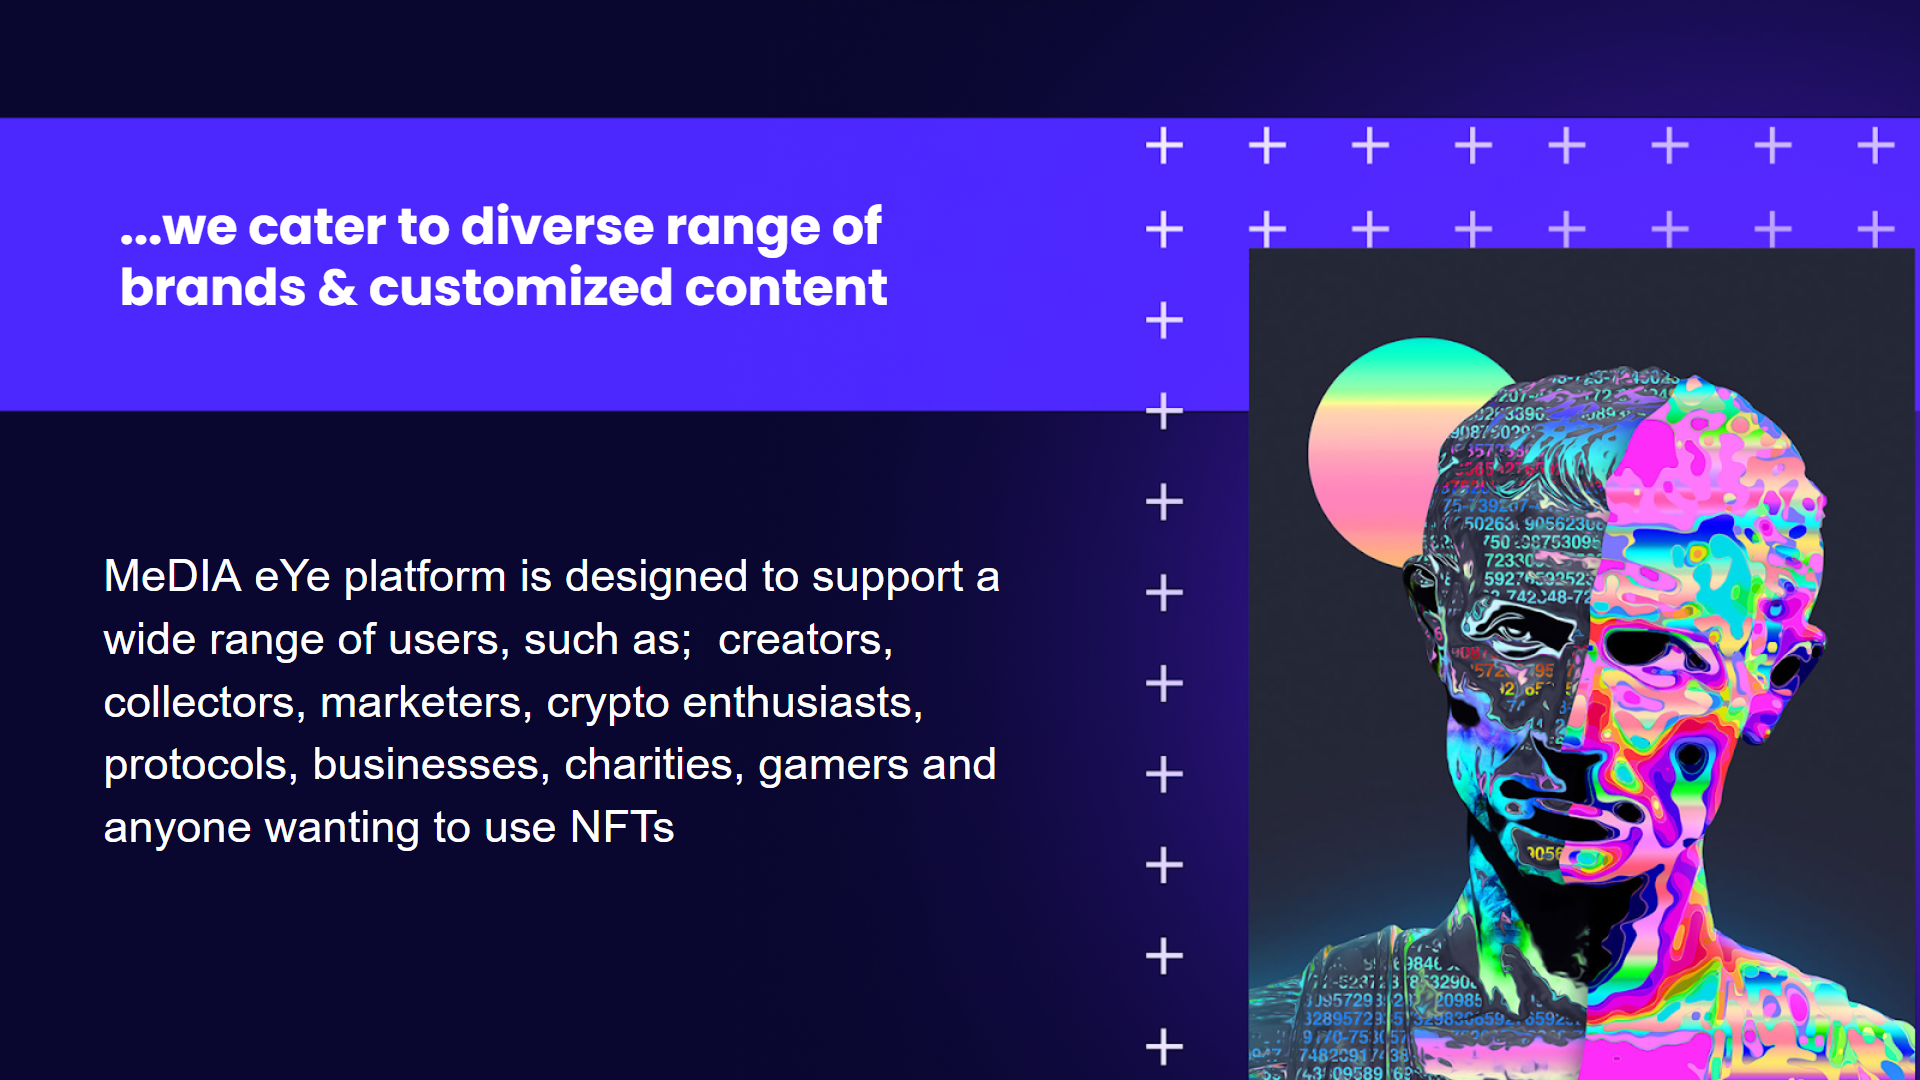 ...we cater to diverse range of
brands & customized content
MeDIA eYe platform is designed to support a
wide range of users, such as;  creators,
collectors, marketers, crypto enthusiasts,
protocols, businesses, charities, gamers and
anyone wanting to use NFTs